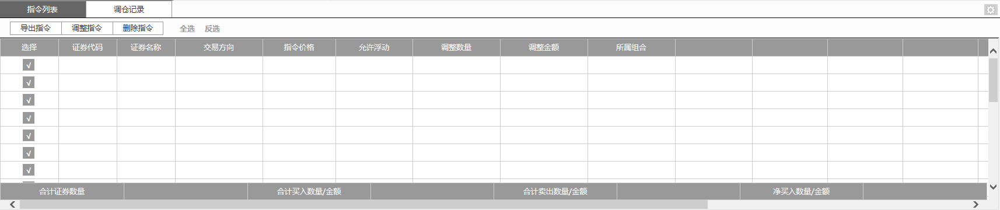 指令列表 调仓记录
导出指令 调整指令 删除指令 全选 反选
选择 证券代码 证券名称 交易方向 指令价格 允许浮动 调整数量 调整金额 所属组合
√
√
√
√
√
√
√
合计证券数量 合计买入数量/金额 合计卖出数量/金额 净买入数量/金额